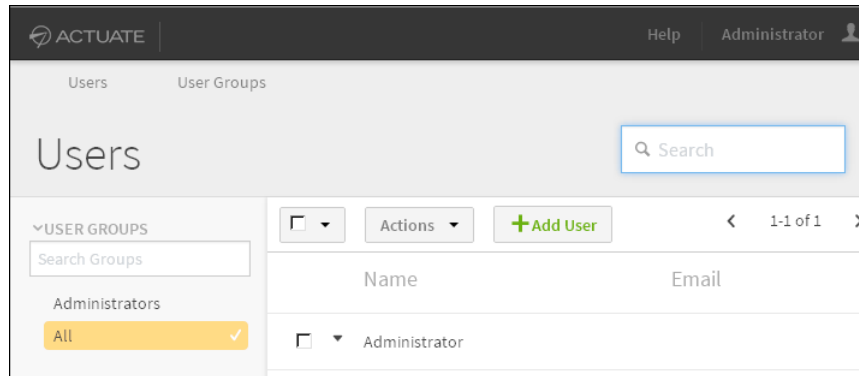 ACTUATE Help Administrator
Users User Groups
Users Search
USER GROUPS Actions Add User 1-1 of 1
Search Groups
Name Email
Administrators
All Administrator